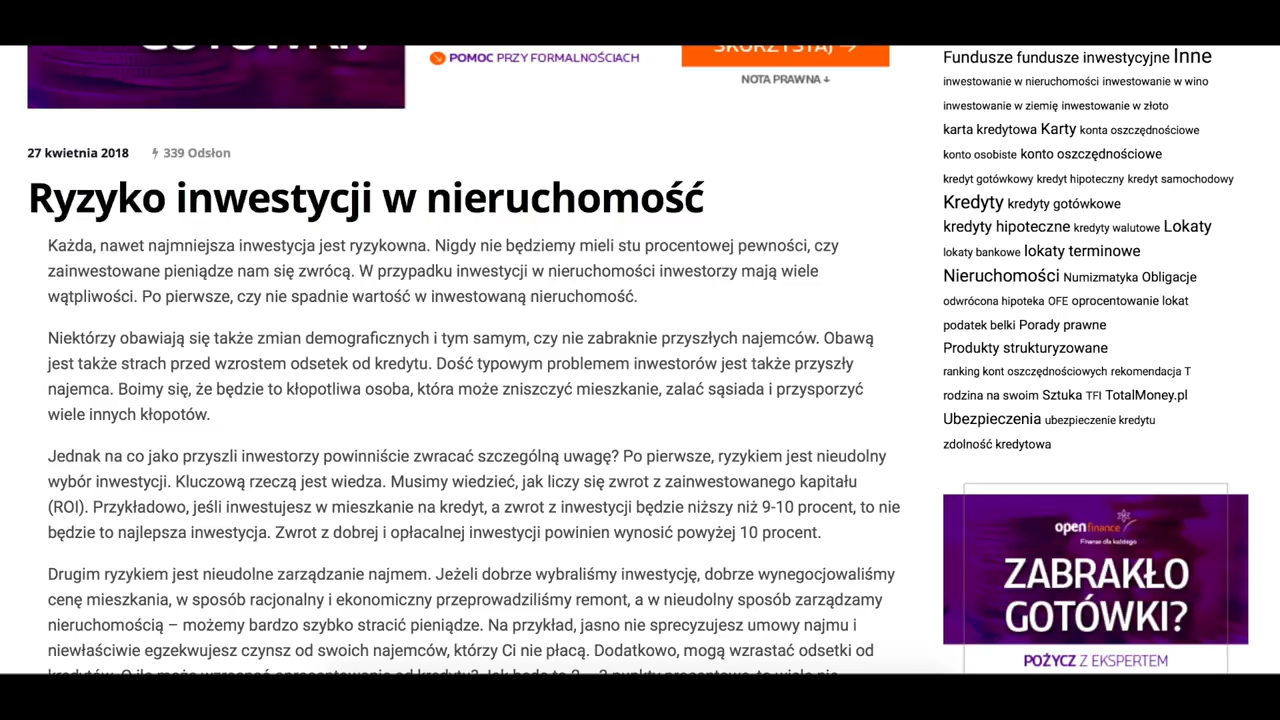 GOTÓWKI?
POMOC PRZY FORMALNOŚCIACH
SKORZYSTAJ →
NOTA PRAWNA ↓
27 kwietnia 2018
339 Odsłon
Ryzyko inwestycji w nieruchomość
Każda, nawet najmniejsza inwestycja jest ryzykowna. Nigdy nie będziemy mieli stu procentowej pewności, czy
zainwestowane pieniądze nam się zwrócą. W przypadku inwestycji w nieruchomości inwestorzy mają wiele
wątpliwości. Po pierwsze, czy nie spadnie wartość w inwestowaną nieruchomość.
Niektórzy obawiają się także zmian demograficznych i tym samym, czy nie zabraknie przyszłych najemców. Obawą
jest także strach przed wzrostem odsetek od kredytu. Dość typowym problemem inwestorów jest także przyszły
najemca. Boimy się, że będzie to kłopotliwa osoba, która może zniszczyć mieszkanie, zalać sąsiada i przysporzyć
wiele innych kłopotów.
Jednak na co jako przyszli inwestorzy powinniście zwracać szczególną uwagę? Po pierwsze, ryzykiem jest nieudolny
wybór inwestycji. Kluczową rzeczą jest wiedza. Musimy wiedzieć, jak liczy się zwrot z zainwestowanego kapitału
(ROI). Przykładowo, jeśli inwestujesz w mieszkanie na kredyt, a zwrot z inwestycji będzie niższy niż 9-10 procent, to nie
będzie to najlepsza inwestycja. Zwrot z dobrej i opłacalnej inwestycji powinien wynosić powyżej 10 procent.
Drugim ryzykiem jest nieudolne zarządzanie najmem. Jeżeli dobrze wybraliśmy inwestycję, dobrze wynegocjowaliśmy
cenę mieszkania, w sposób racjonalny i ekonomiczny przeprowadziliśmy remont, a w nieudolny sposób zarządzamy
nieruchomością – możemy bardzo szybko stracić pieniądze. Na przykład, jasno nie sprecyzujesz umowy najmu i
niewłaściwie egzekwujesz czynsz od swoich najemców, którzy Ci nie płacą. Dodatkowo, mogą wzrastać odsetki od
Fundusze fundusze inwestycyjne Inne
inwestowanie w nieruchomości inwestowanie w wino
inwestowanie w ziemię inwestowanie w złoto
karta kredytowa Karty konta oszczędnościowe
konto osobiste konto oszczędnościowe
kredyt gotówkowy kredyt hipoteczny kredyt samochodowy
Kredyty kredyty gotówkowe
kredyty hipoteczne kredyty walutowe Lokaty
lokaty bankowe lokaty terminowe
Nieruchomości Numizmatyka Obligacje
odwrócona hipoteka OFE oprocentowanie lokat
podatek belki Porady prawne
Produkty strukturyzowane
ranking kont oszczędnościowych rekomendacja T
rodzina na swoim Sztuka TFI TotalMoney.pl
Ubezpieczenia ubezpieczenie kredytu
zdolność kredytowa
open finance
Finanse dla każdego
ZABRAKŁO
GOTÓWKI?
POŻYCZ Z EKSPERTEM